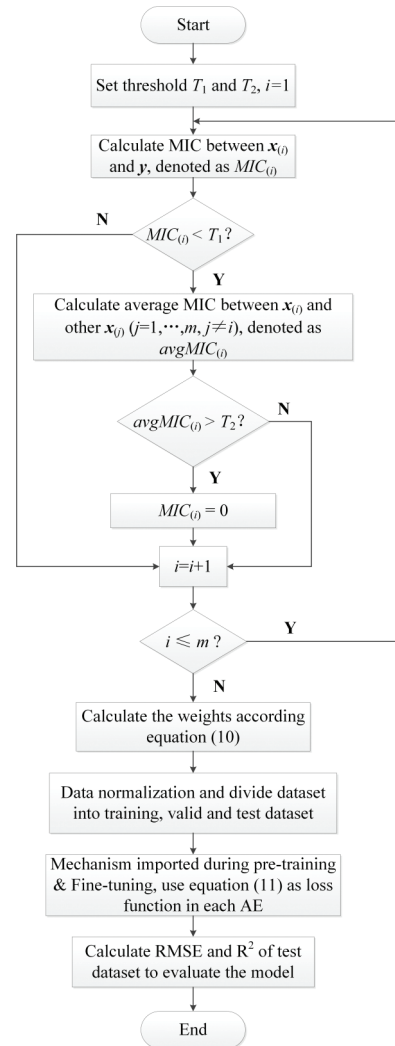 Start
Set threshold T₁ and T₂, i=1
Calculate MIC between x₍ᵢ₎
and y, denoted as MIC₍ᵢ₎
N
MIC₍ᵢ₎ < T₁?
Y
Calculate average MIC between x₍ᵢ₎ and
other x₍ⱼ₎ (j=1,⋯,m, j≠i), denoted as
avgMIC₍ᵢ₎
avgMIC₍ᵢ₎ > T₂?
N
Y
MIC₍ᵢ₎ = 0
i=i+1
i ≤ m ?
Y
N
Calculate the weights according
equation (10)
Data normalization and divide dataset
into training, valid and test dataset
Mechanism imported during pre-training
& Fine-tuning, use equation (11) as loss
function in each AE
Calculate RMSE and R² of test
dataset to evaluate the model
End